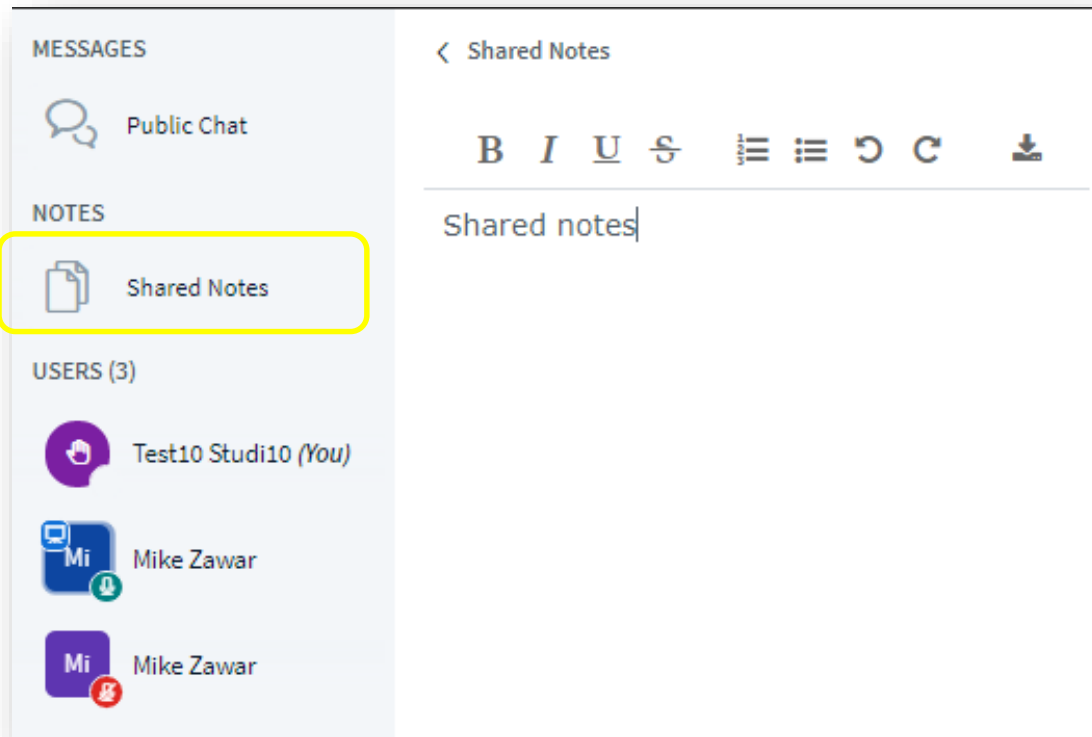 MESSAGES
Public Chat
NOTES
Shared Notes
USERS (3)
Test10 Studi10 (You)
Mi
Mike Zawar
Mi
Mike Zawar
Shared Notes
B I U S
Shared notes